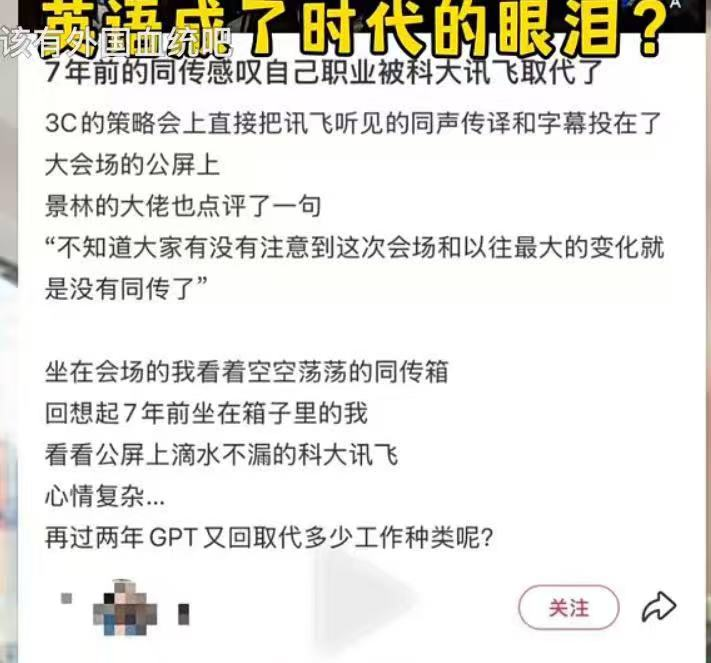 英语成了时代的眼泪？
该有外国血统吧
7年前的同传感叹自己职业被科大讯飞取代了
3C的策略会上直接把讯飞听见的同声传译和字幕投在了
大会场的公屏上
景林的大佬也点评了一句
“不知道大家有没有注意到这次会场和以往最大的变化就
是没有同传了”
坐在会场的我看着空空荡荡的同传箱
回想起7年前坐在箱子里的我
看看公屏上滴水不漏的科大讯飞
心情复杂...
再过两年GPT又回取代多少工作种类呢?
关注